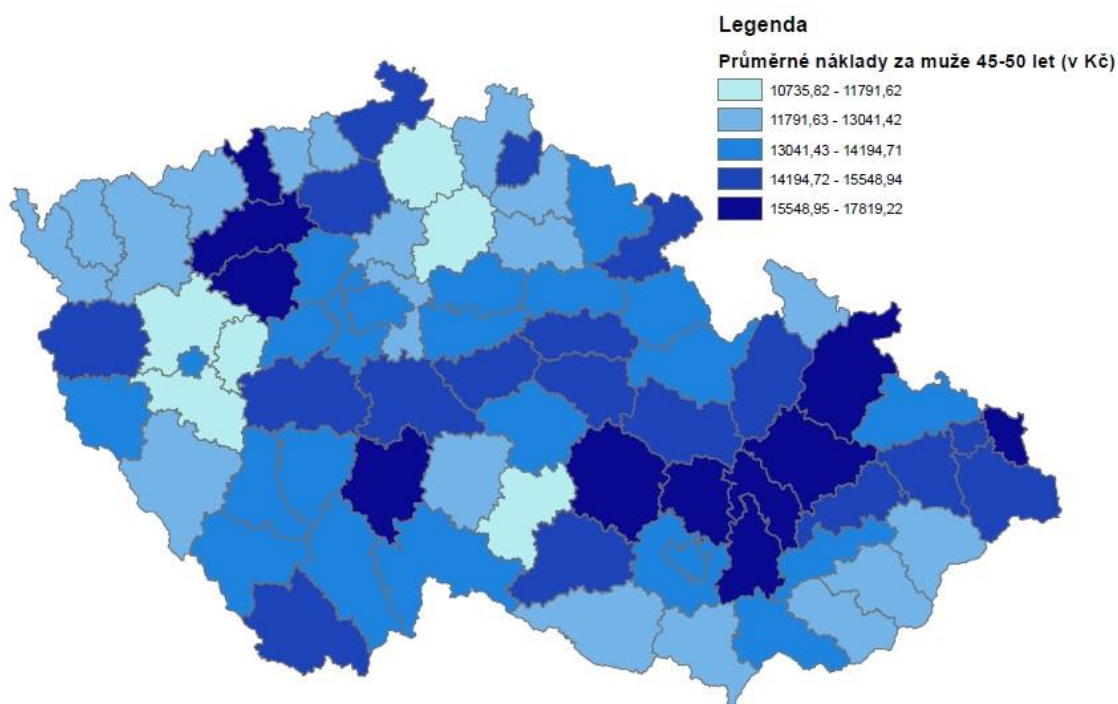 Legenda
Průměrné náklady za muže 45-50 let (v Kč)
10735,82 - 11791,62
11791,63 - 13041,42
13041,43 - 14194,71
14194,72 - 15548,94
15548,95 - 17819,22